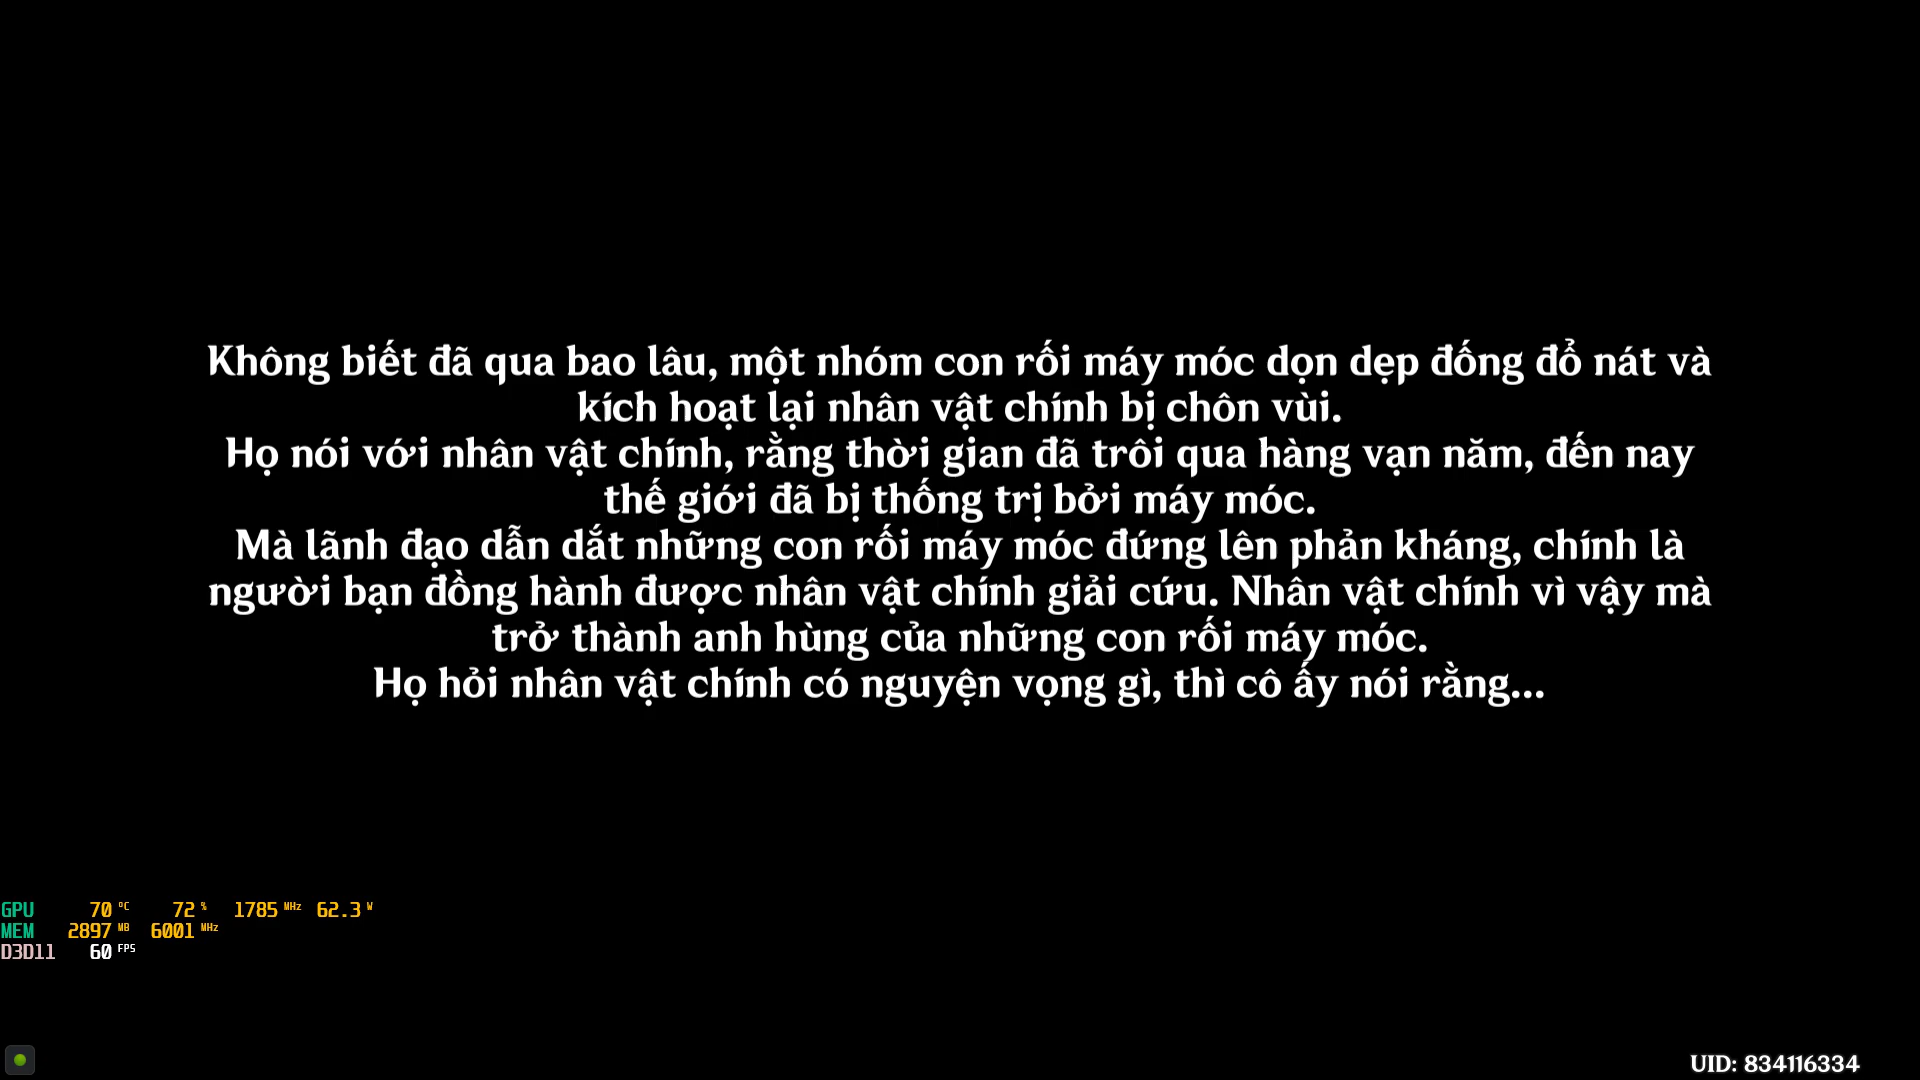 Không biết đã qua bao lâu, một nhóm con rối máy móc dọn dẹp đống đổ nát và
kích hoạt lại nhân vật chính bị chôn vùi.
Họ nói với nhân vật chính, rằng thời gian đã trôi qua hàng vạn năm, đến nay
thế giới đã bị thống trị bởi máy móc.
Mà lãnh đạo dẫn dắt những con rối máy móc đứng lên phản kháng, chính là
người bạn đồng hành được nhân vật chính giải cứu. Nhân vật chính vì vậy mà
trở thành anh hùng của những con rối máy móc.
Họ hỏi nhân vật chính có nguyện vọng gì, thì cô ấy nói rằng...
GPU 70 °C 72 % 1785 MHz 62.3 W
MEM 2897 MB 6001 MHz
D3D11 60 FPS
UID: 834116334